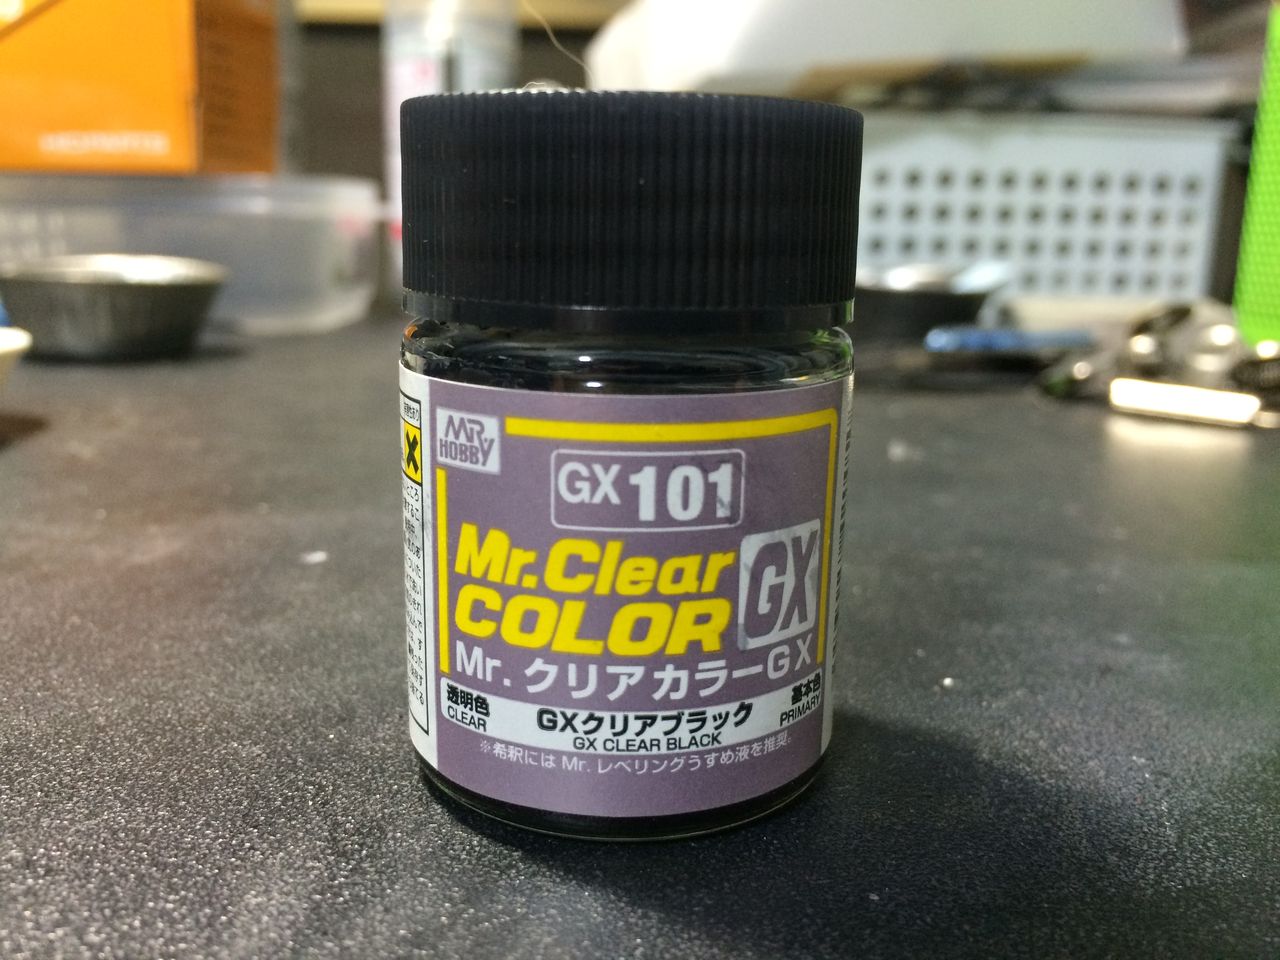 MR
HOBBY
GX 101
Mr.Clear
COLOR GX
Mr. クリアカラーGX
透明色
CLEAR
GXクリアブラック
GX CLEAR BLACK
基本色
PRIMARY
※希釈にはMr. レベリングうすめ液を推奨。